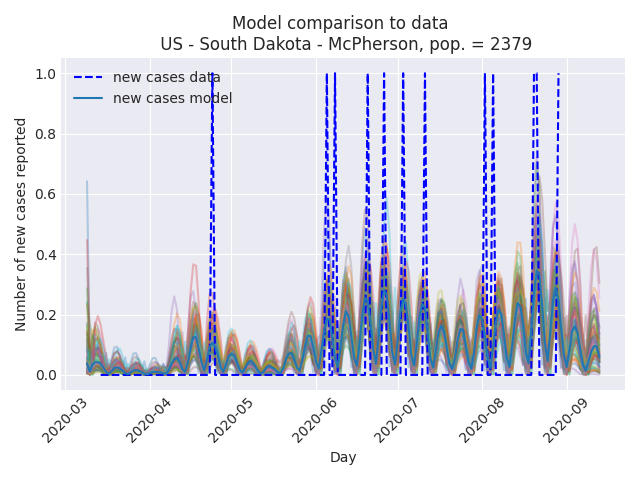 Model comparison to data
US - South Dakota - McPherson, pop. = 2379
new cases data
new cases model
Number of new cases reported
1.0
0.8
0.6
0.4
0.2
0.0
2020-03
2020-04
2020-05
2020-06
2020-07
2020-08
2020-09
Day